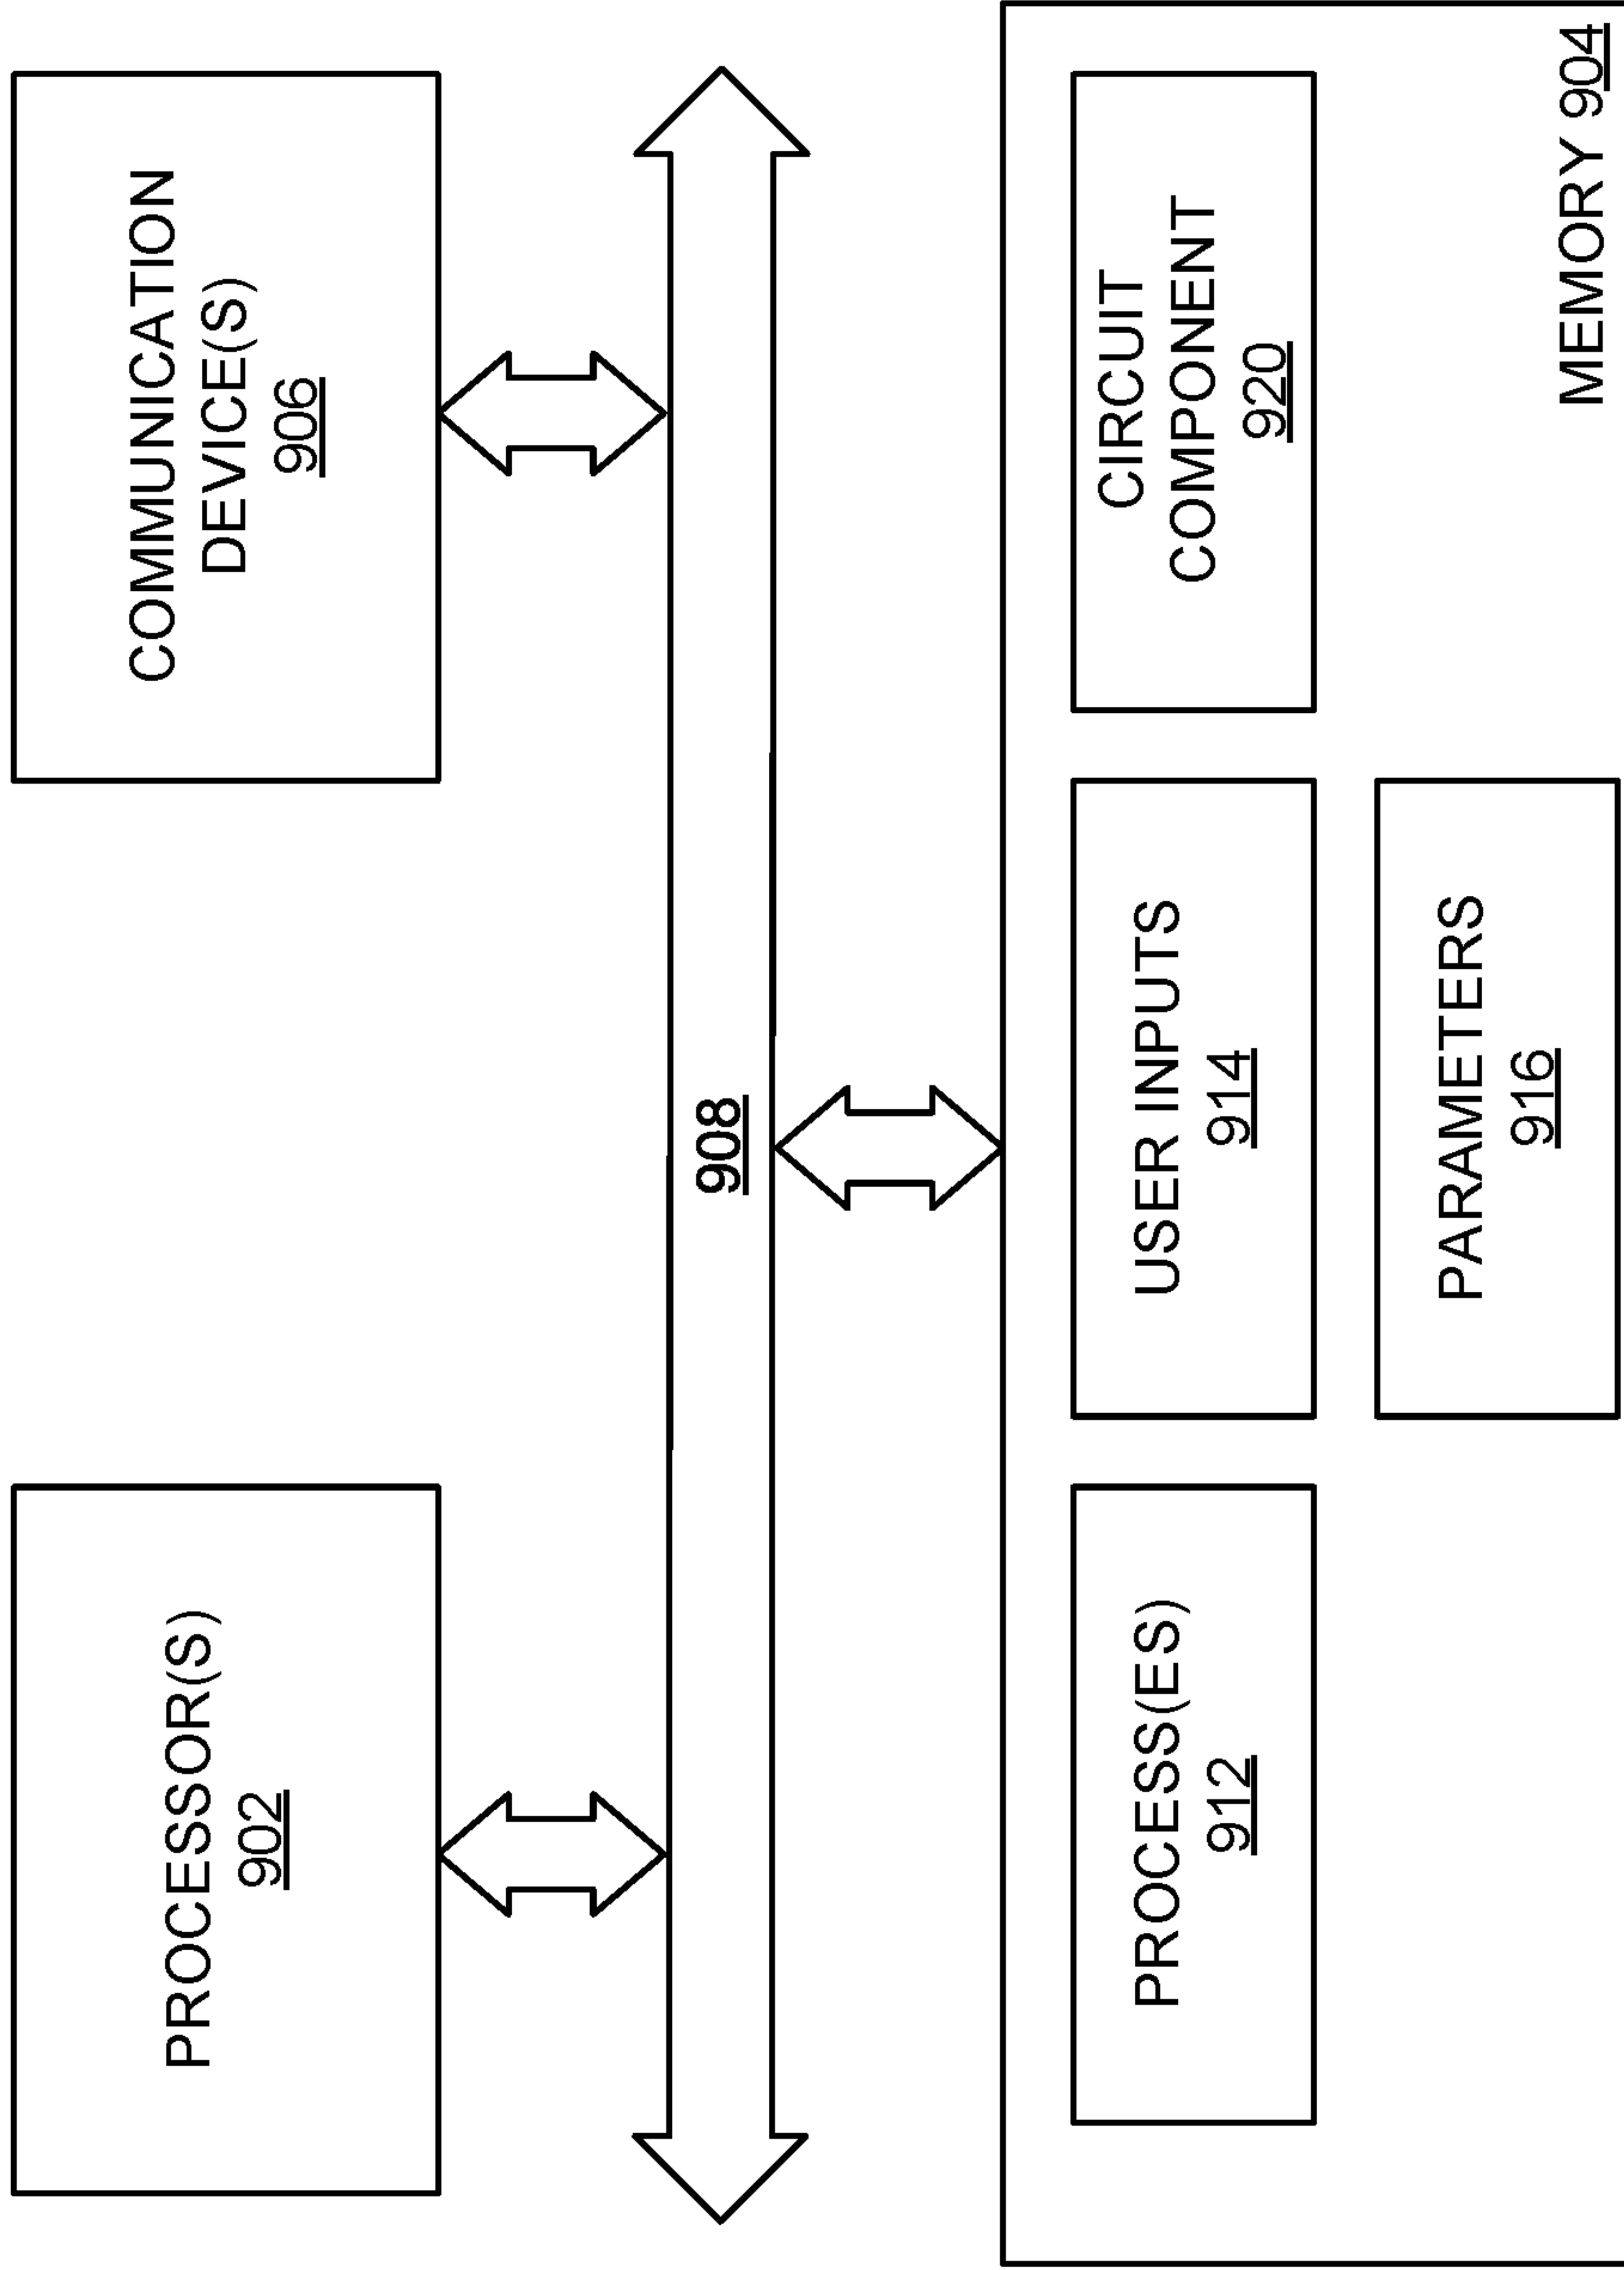 PROCESSOR(S)
902
COMMUNICATION
DEVICE(S)
906
908
PROCESS(ES)
912
USER INPUTS
914
CIRCUIT
COMPONENT
920
PARAMETERS
916
MEMORY 904